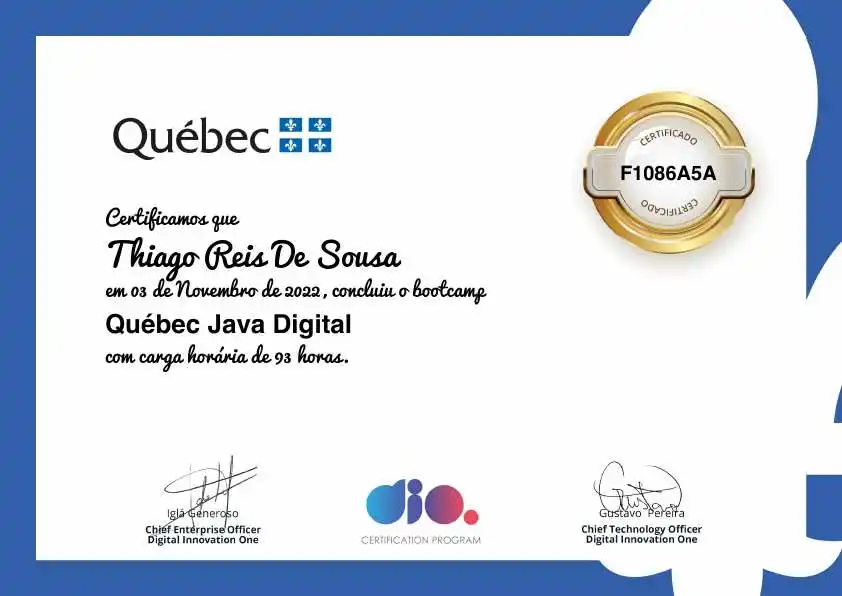 Québec
CERTIFICADO
F1086A5A
CERTIFICADO
Certificamos que
Thiago Reis De Sousa
em 03 de Novembro de 2022, concluiu o bootcamp
Québec Java Digital
com carga horária de 93 horas.
Iglá Generoso
Chief Enterprise Officer
Digital Innovation One
dio.
CERTIFICATION PROGRAM
Gustavo Pereira
Chief Technology Officer
Digital Innovation One